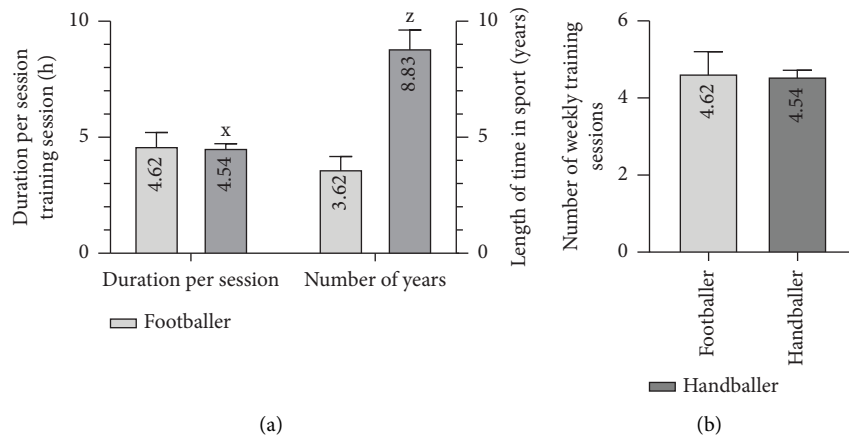 Duration per session
training session (h)
10
5
0
4.62
x
4.54
3.62
z
8.83
10
5
0
Length of time in sport (years)
Duration per session
Number of years
Footballer
(a)
Number of weekly training
sessions
6
4
2
0
4.62
4.54
Footballer
Handballer
Handballer
(b)